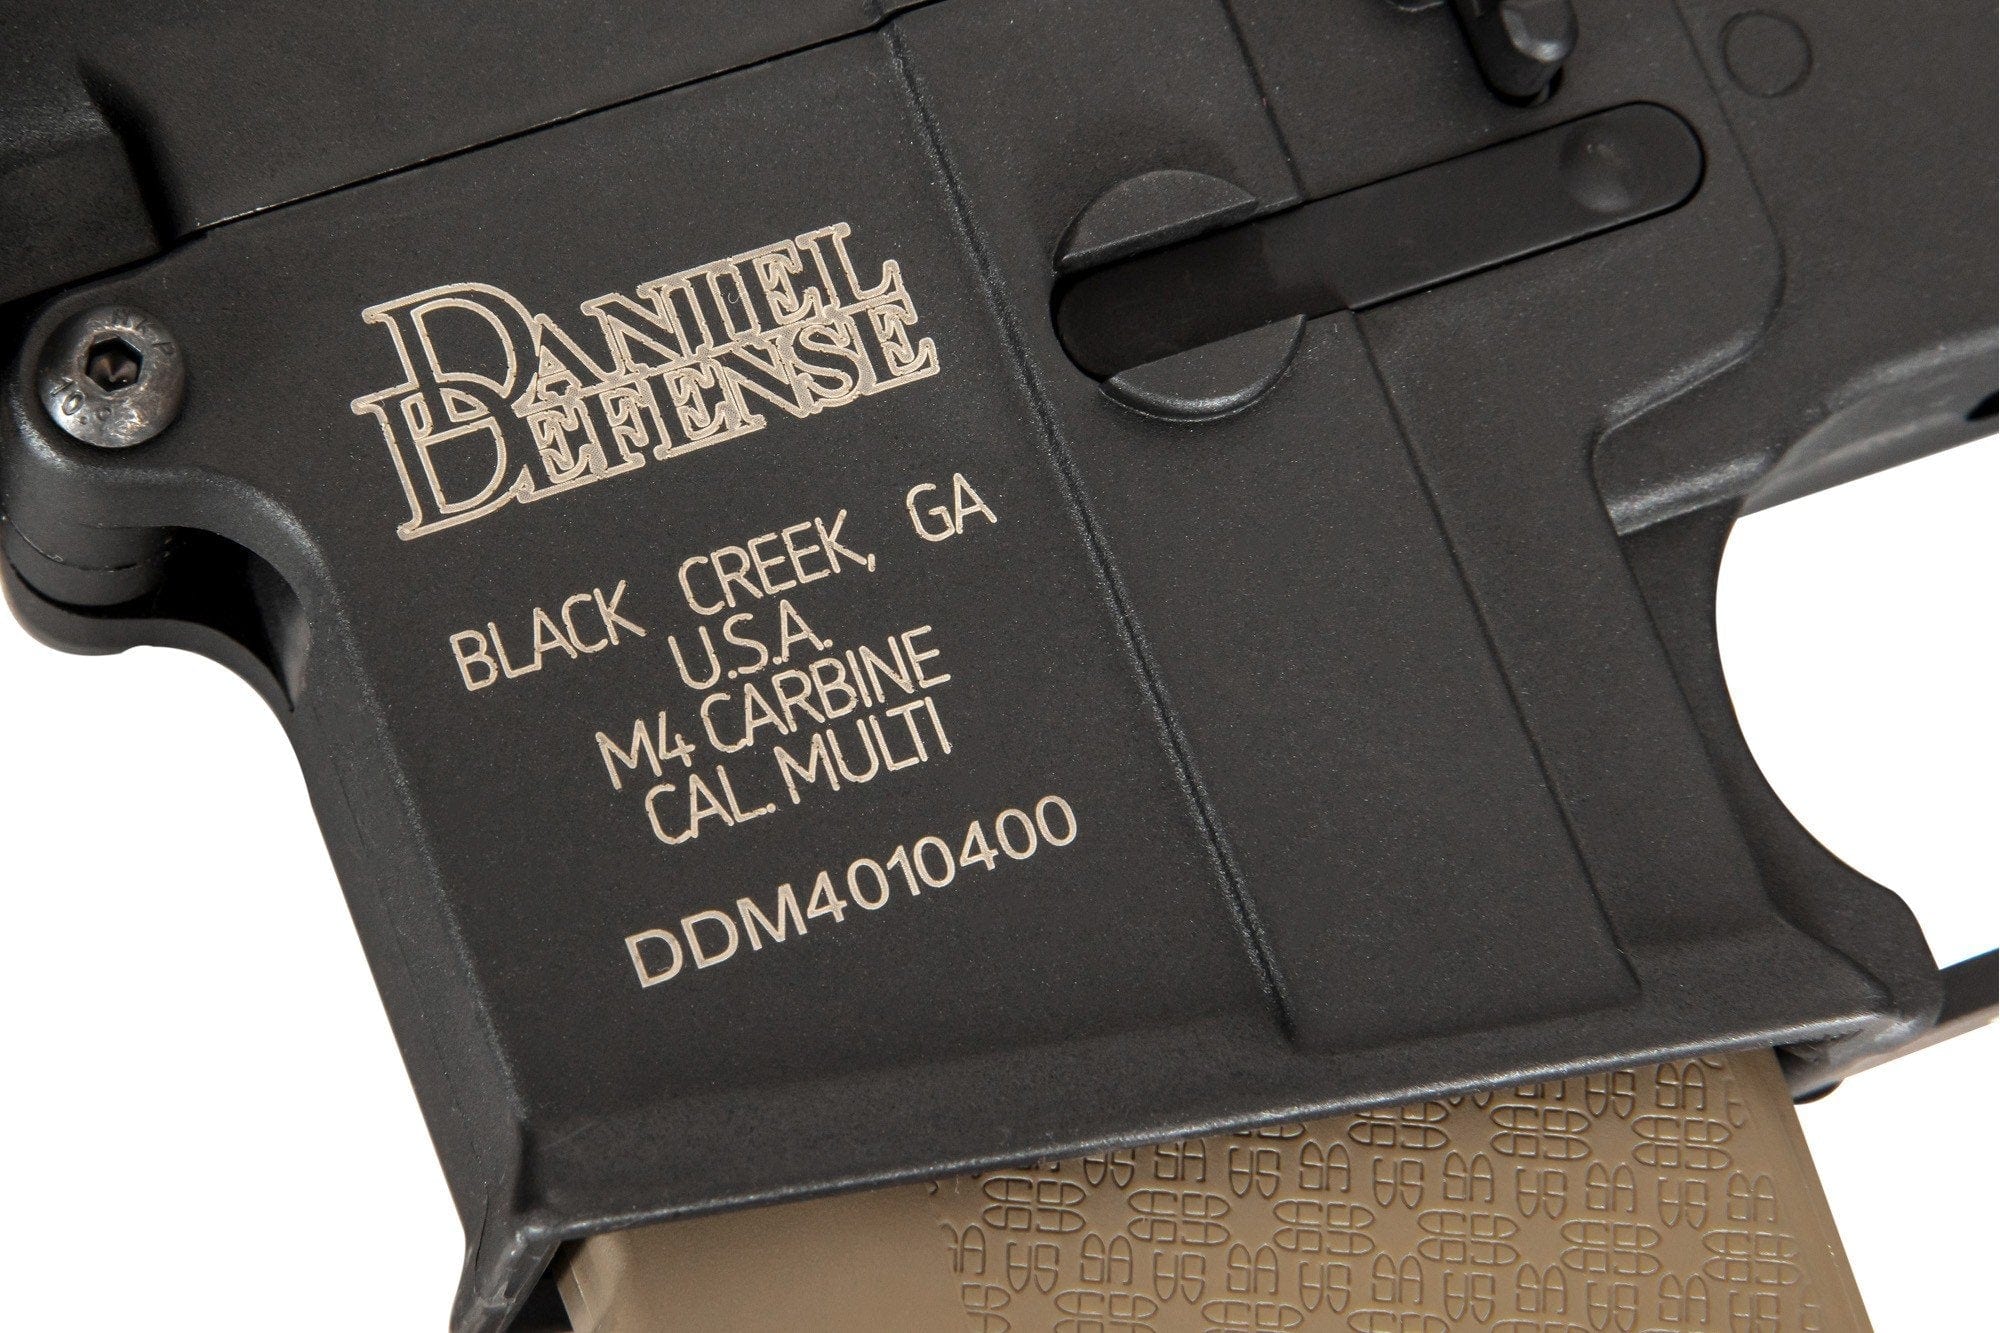 DANIEL
DEFENSE
BLACK CREEK, GA
U.S.A.
M4 CARBINE
CAL. MULTI
DDM4010400